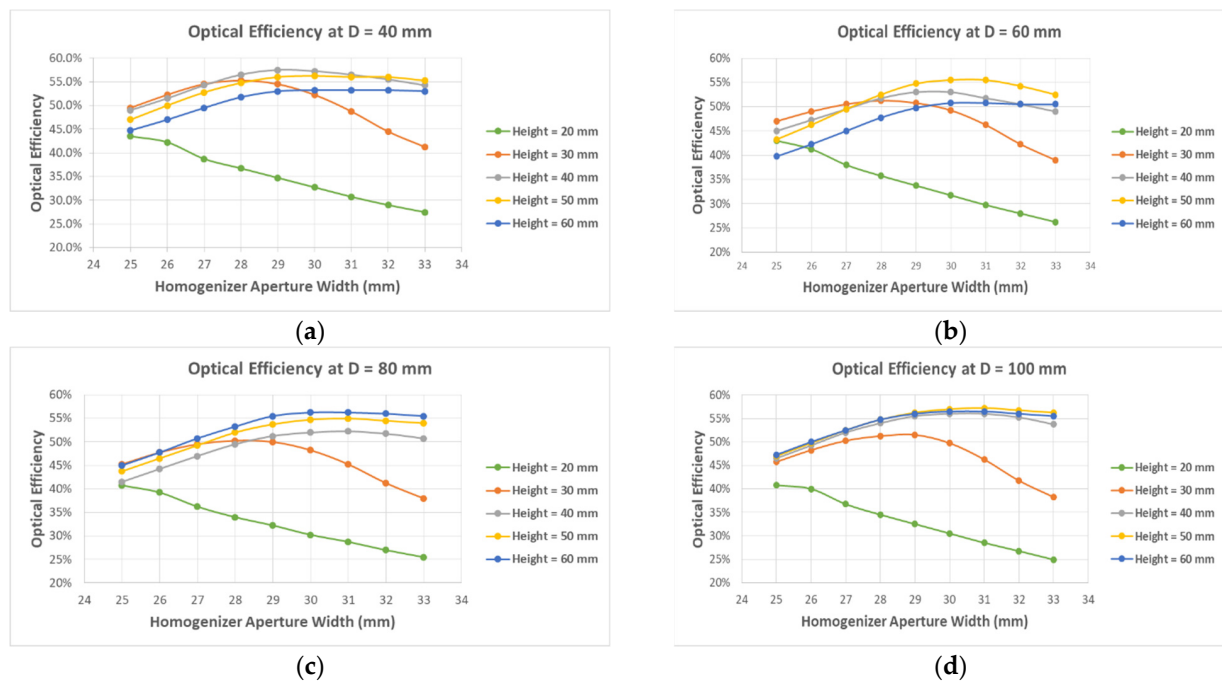 Optical Efficiency at D = 40 mm
60.0%
55.0%
50.0%
45.0%
40.0%
35.0%
30.0%
25.0%
20.0%
Optical Efficiency
24 25 26 27 28 29 30 31 32 33 34
Homogenizer Aperture Width (mm)
Height = 20 mm
Height = 30 mm
Height = 40 mm
Height = 50 mm
Height = 60 mm
(a)
Optical Efficiency at D = 60 mm
60%
55%
50%
45%
40%
35%
30%
25%
20%
Optical Efficiency
24 25 26 27 28 29 30 31 32 33 34
Homogenizer Aperture Width (mm)
Height = 20 mm
Height = 30 mm
Height = 40 mm
Height = 50 mm
Height = 60 mm
(b)
Optical Efficiency at D = 80 mm
60%
55%
50%
45%
40%
35%
30%
25%
20%
Optical Efficiency
24 25 26 27 28 29 30 31 32 33 34
Homogenizer Aperture Width (mm)
Height = 20 mm
Height = 30 mm
Height = 40 mm
Height = 50 mm
Height = 60 mm
(c)
Optical Efficiency at D = 100 mm
60%
55%
50%
45%
40%
35%
30%
25%
20%
Optical Efficiency
24 25 26 27 28 29 30 31 32 33 34
Homogenizer Aperture Width (mm)
Height = 20 mm
Height = 30 mm
Height = 40 mm
Height = 50 mm
Height = 60 mm
(d)